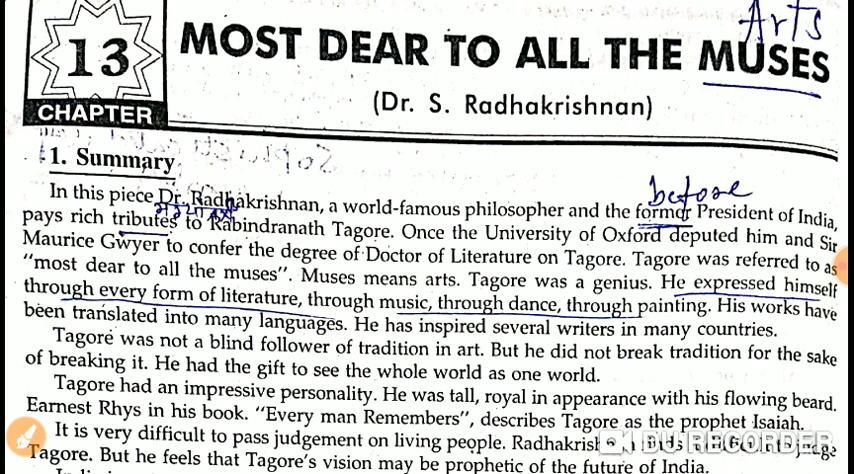 Arts
13
CHAPTER
MOST DEAR TO ALL THE MUSES
(Dr. S. Radhakrishnan)
1. Summary
before
In this piece Dr. Radhakrishnan, a world-famous philosopher and the former President of India,
pays rich tributes to Rabindranath Tagore. Once the University of Oxford deputed him and Sir
Maurice Gwyer to confer the degree of Doctor of Literature on Tagore. Tagore was referred to as
"most dear to all the muses". Muses means arts. Tagore was a genius. He expressed himself
through every form of literature, through music, through dance, through painting. His works have
been translated into many languages. He has inspired several writers in many countries.
Tagore was not a blind follower of tradition in art. But he did not break tradition for the sake
of breaking it. He had the gift to see the whole world as one world.
Tagore had an impressive personality. He was tall, royal in appearance with his flowing beard.
Earnest Rhys in his book. "Every man Remembers", describes Tagore as the prophet Isaiah.
It is very difficult to pass judgement on living people.
DU RECORDER
Tagore. But he feels that Tagore's vision may be prophetic of the future of India.